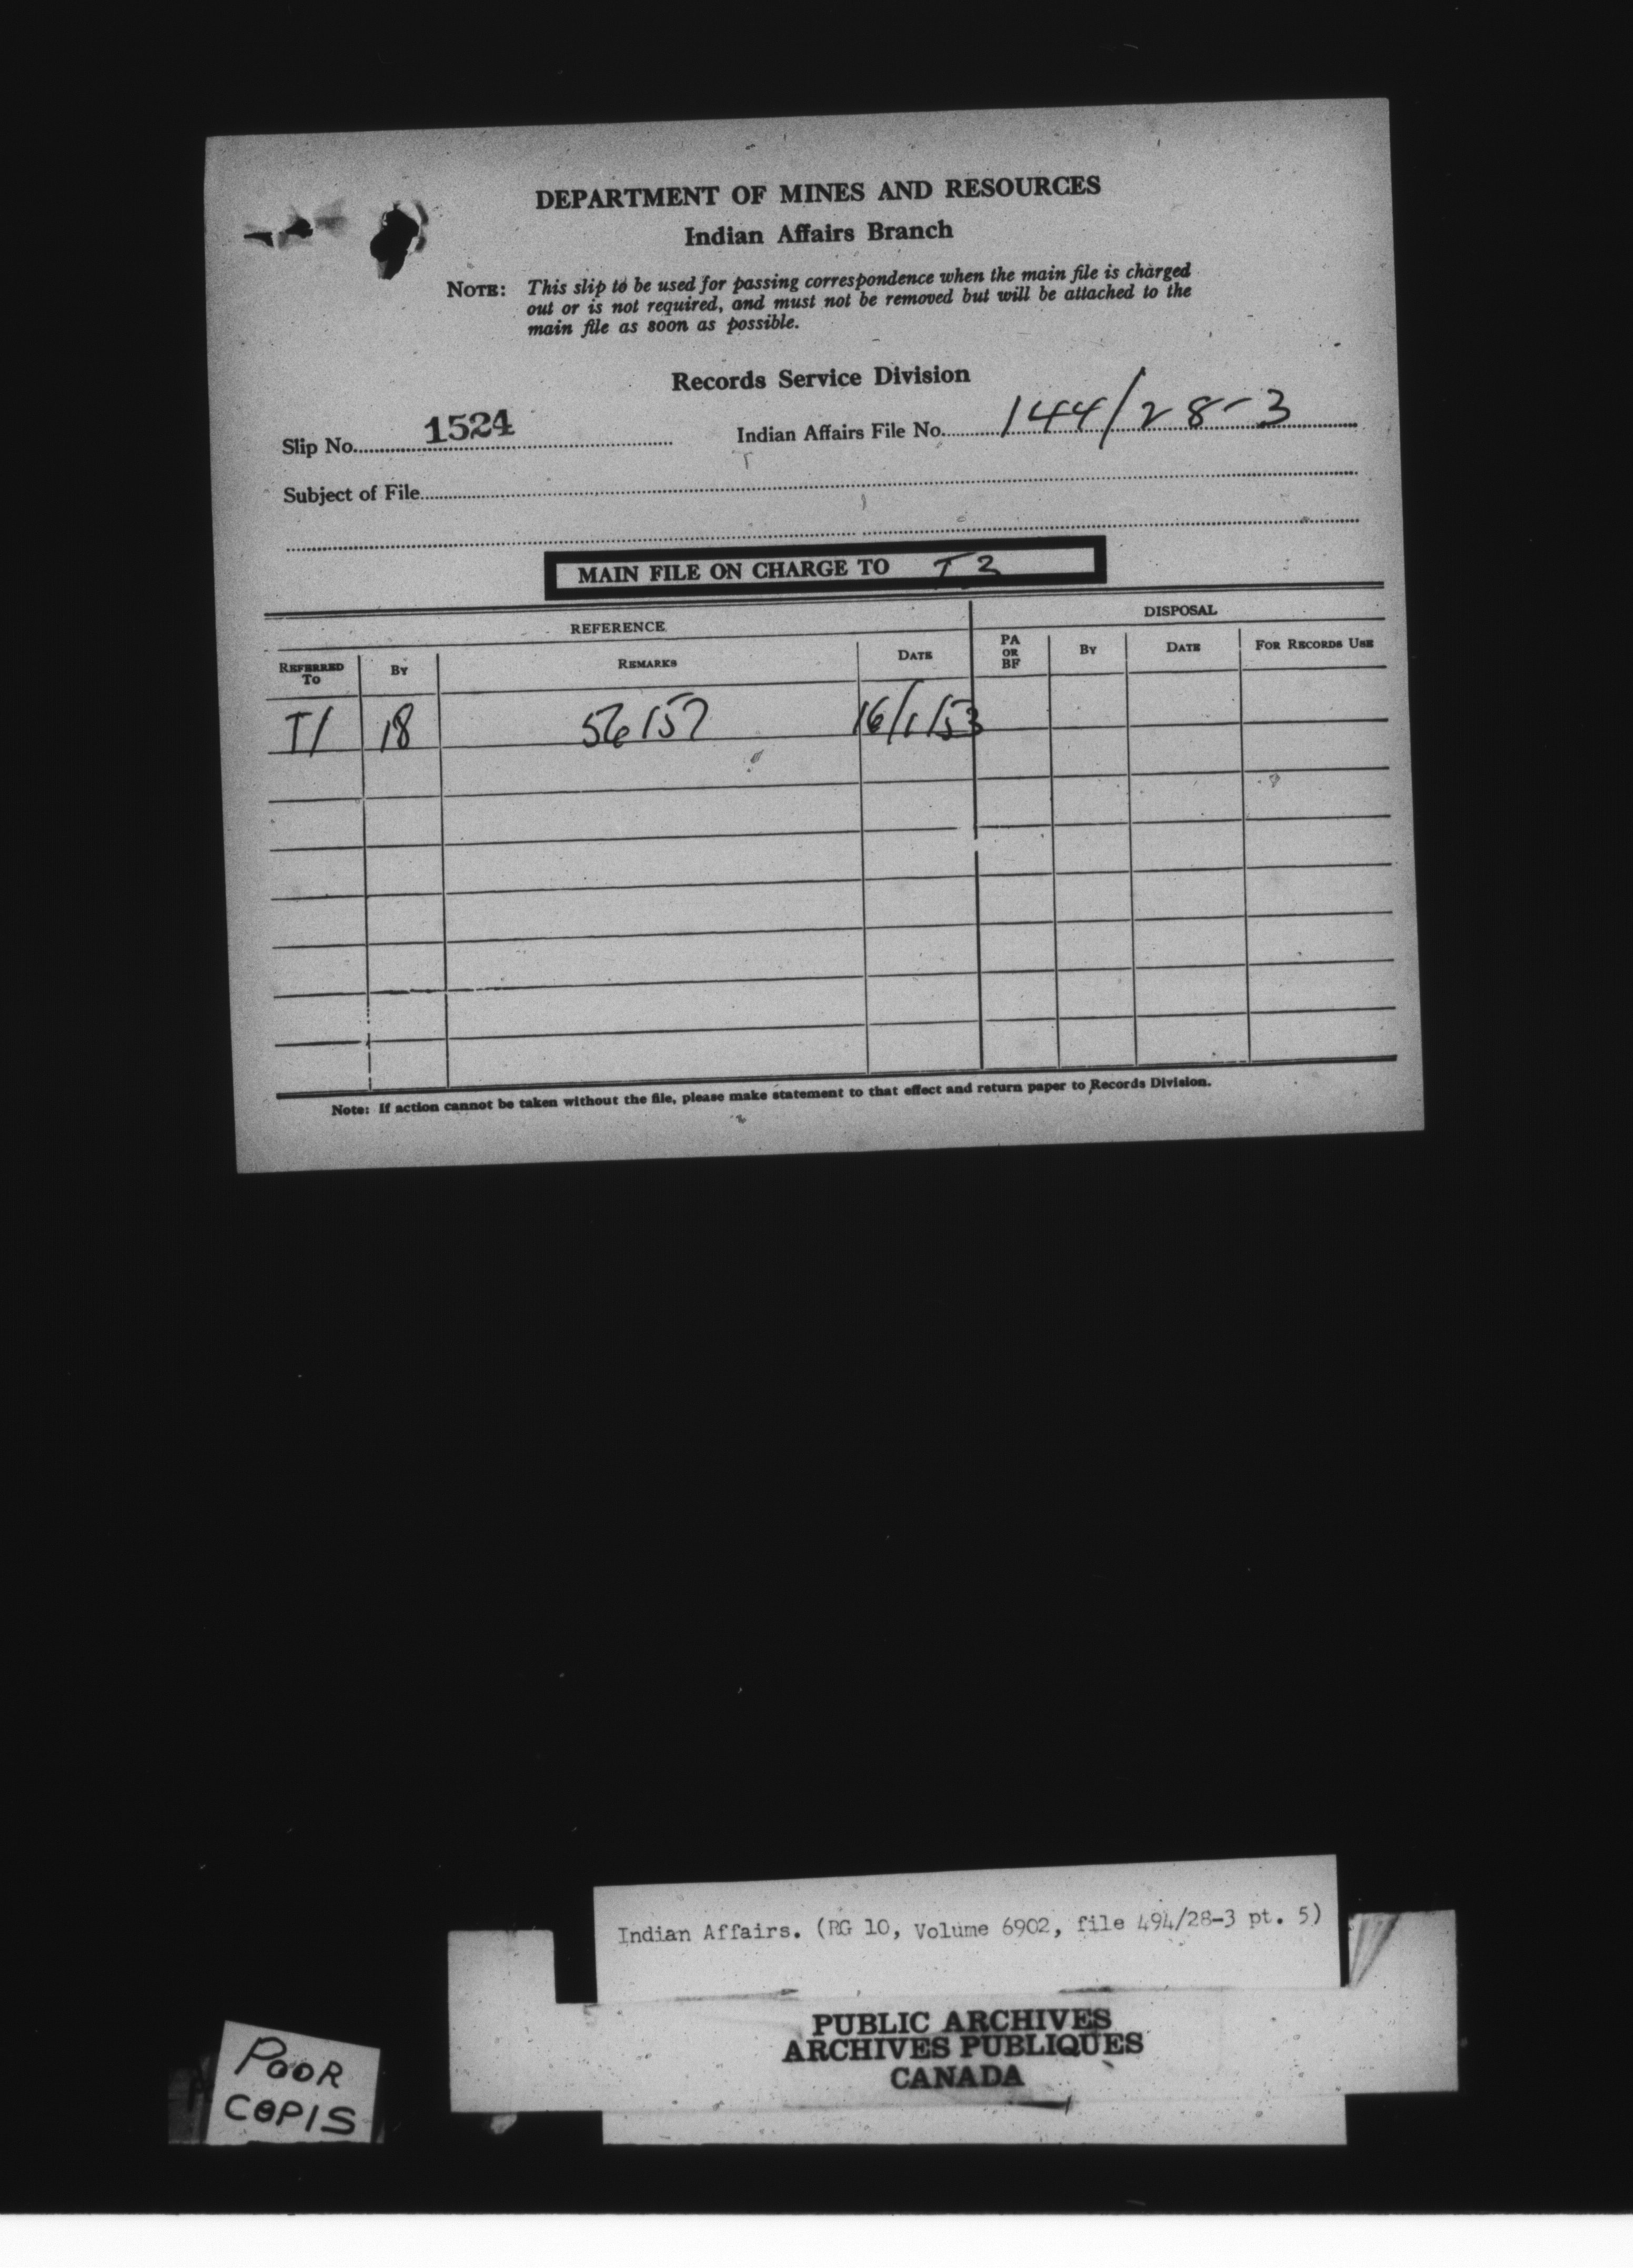 DEPARTMENT OF MINES AND RESOURCES
Indian Affairs Branch
NOTE: This slip to be used for passing correspondence when the main file is charged
out or is not required, and must not be removed but will be attached to the
main file as soon as possible.
Records Service Division
Slip No. 1524 Indian Affairs File No. 144/28-3
Subject of File
MAIN FILE ON CHARGE TO T2
REFERENCE DISPOSAL
REFERRED TO BY REMARKS DATE PA OR BF BY DATE FOR RECORDS USE
T1 18 56157 16/1/53
Note: If action cannot be taken without the file, please make statement to that effect and return paper to Records Division.
Indian Affairs. (RG 10, Volume 6902, file 494/28-3 pt. 5)
PUBLIC ARCHIVES
ARCHIVES PUBLIQUES
CANADA
POOR
COPIS